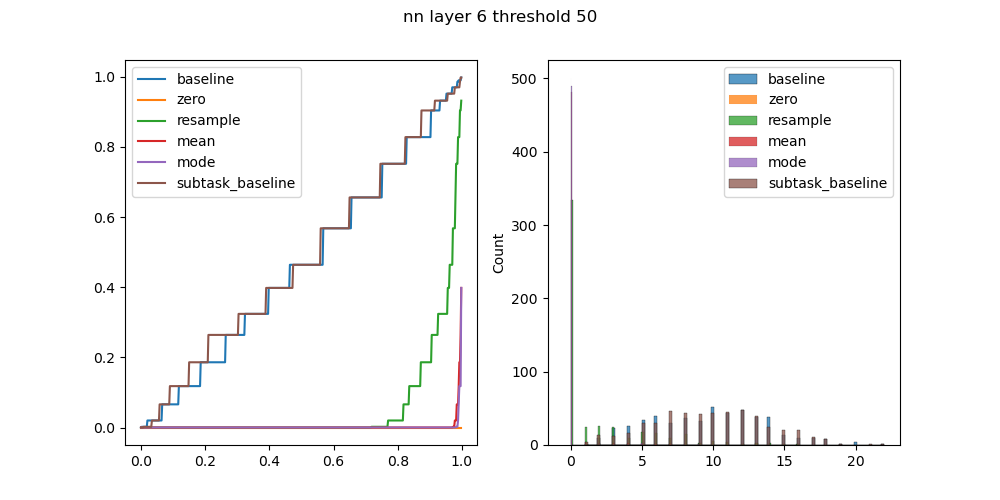 nn layer 6 threshold 50
1.0
0.8
0.6
0.4
0.2
0.0
0.0 0.2 0.4 0.6 0.8 1.0
baseline
zero
resample
mean
mode
subtask_baseline
Count
500
400
300
200
100
0
0 5 10 15 20
baseline
zero
resample
mean
mode
subtask_baseline